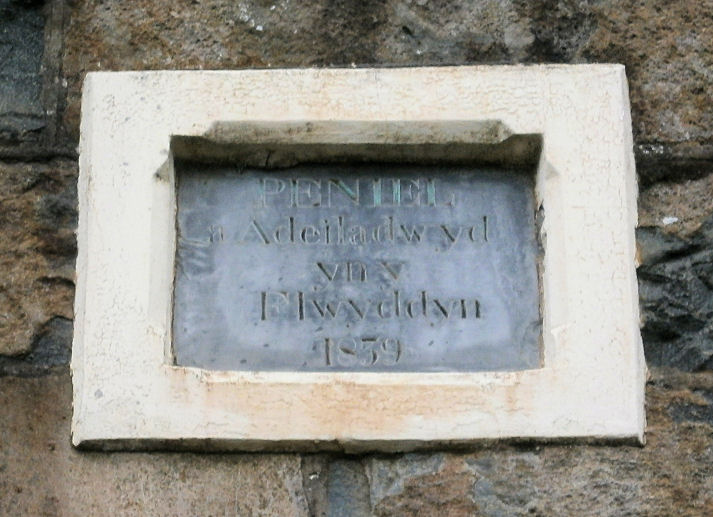 PENIEL
a Adeiladwyd
yn y
Flwyddyn
1839